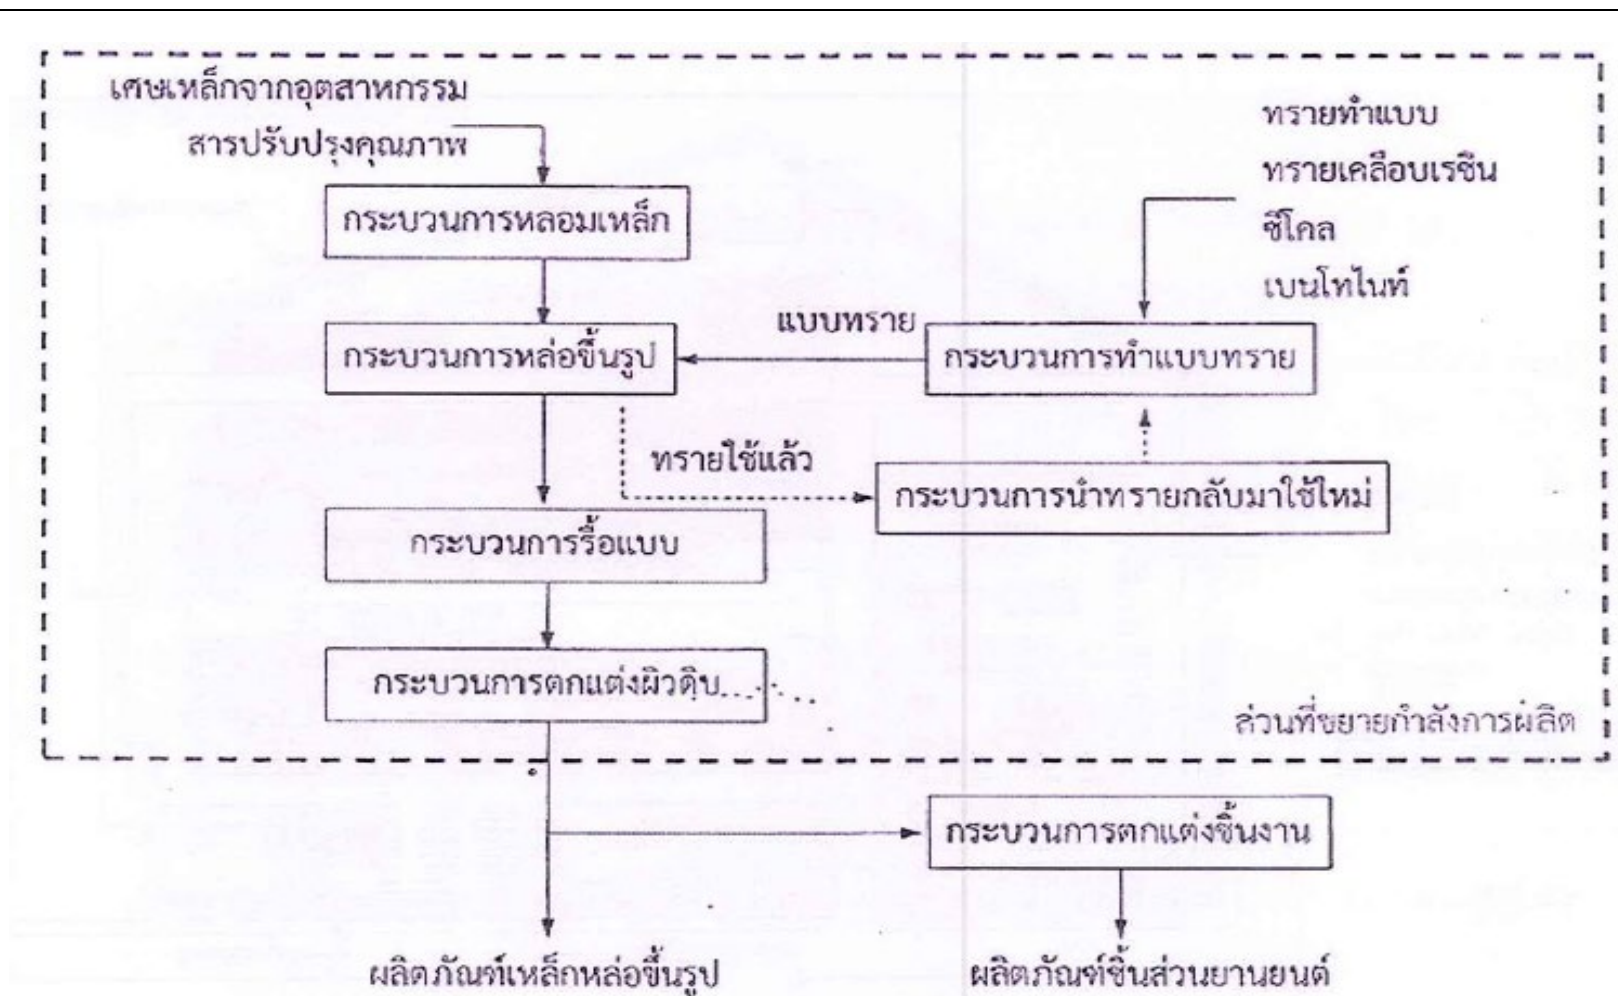 เศษเหล็กจากอุตสาหกรรม
สารปรับปรุงคุณภาพ
ทรายทำแบบ
ทรายเคลือบเรซิน
ซีโคล
เบนโทไนท์
กระบวนการหลอมเหล็ก
แบบทราย
กระบวนการหล่อขึ้นรูป
กระบวนการทำแบบทราย
ทรายใช้แล้ว
กระบวนการนำทรายกลับมาใช้ใหม่
กระบวนการรื้อแบบ
กระบวนการตกแต่งผิวดิบ
ส่วนที่ขยายกำลังการผลิต
กระบวนการตกแต่งชิ้นงาน
ผลิตภัณฑ์เหล็กหล่อขึ้นรูป
ผลิตภัณฑ์ชิ้นส่วนยานยนต์